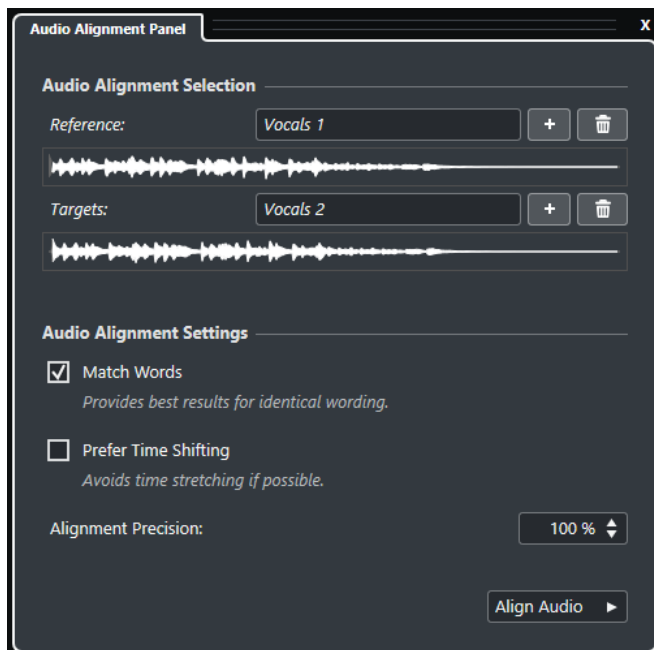 Audio Alignment Panel X
Audio Alignment Selection
Reference: Vocals 1 +
Targets: Vocals 2 +
Audio Alignment Settings
Match Words
Provides best results for identical wording.
Prefer Time Shifting
Avoids time stretching if possible.
Alignment Precision: 100 %
Align Audio